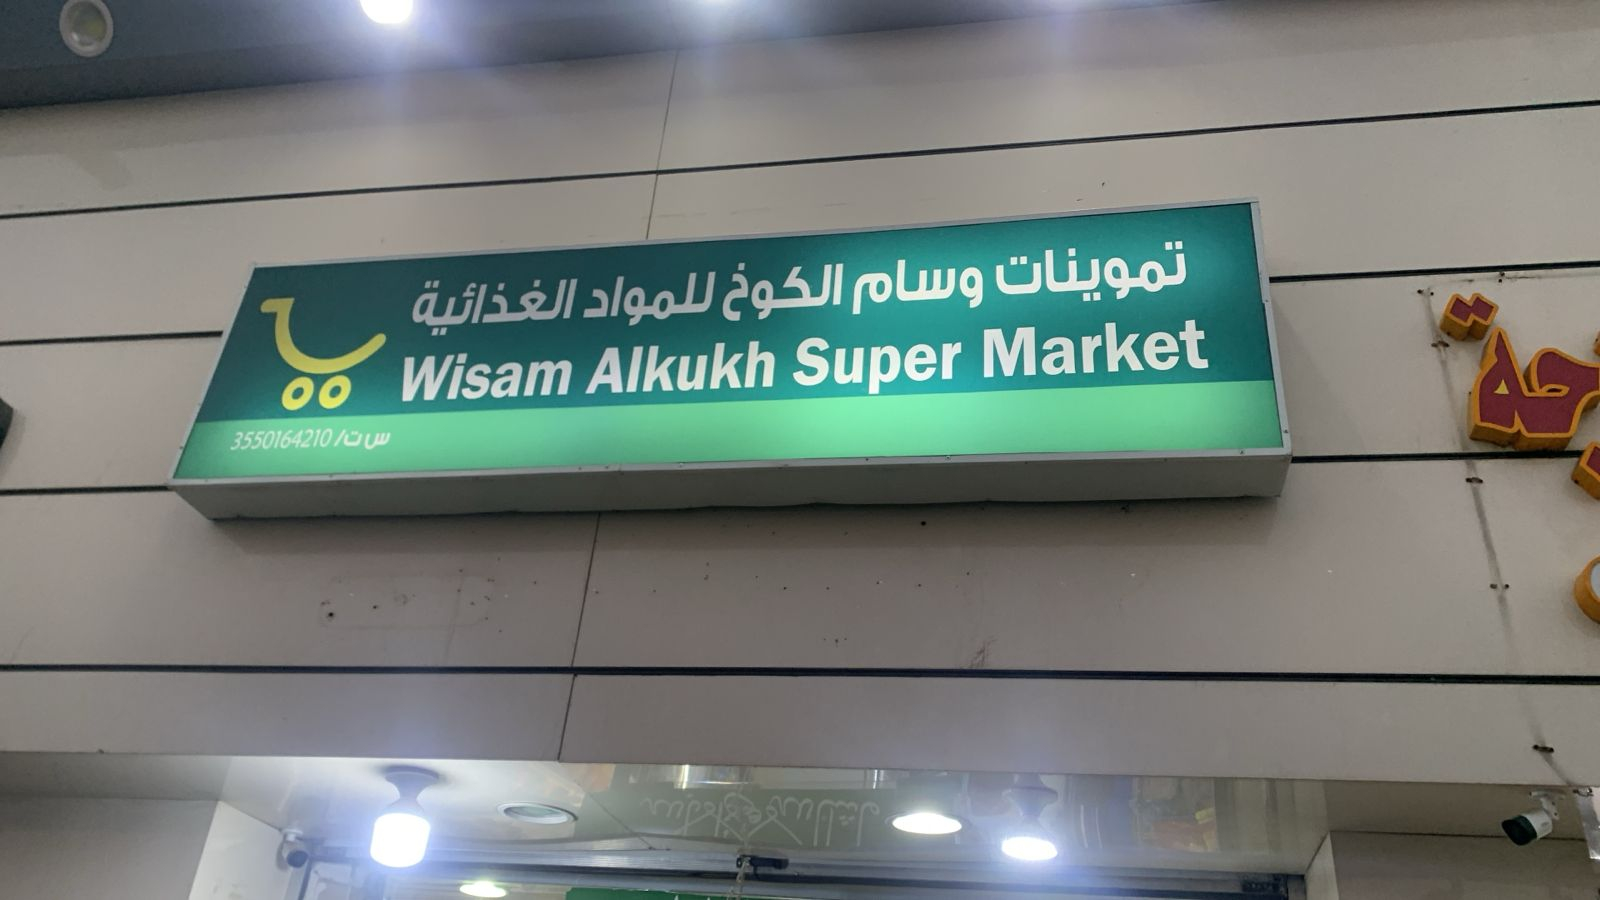 تموينات وسام الكوخ للمواد الغذائية
Wisam Alkukh Super Market
س ت/ 3550164210